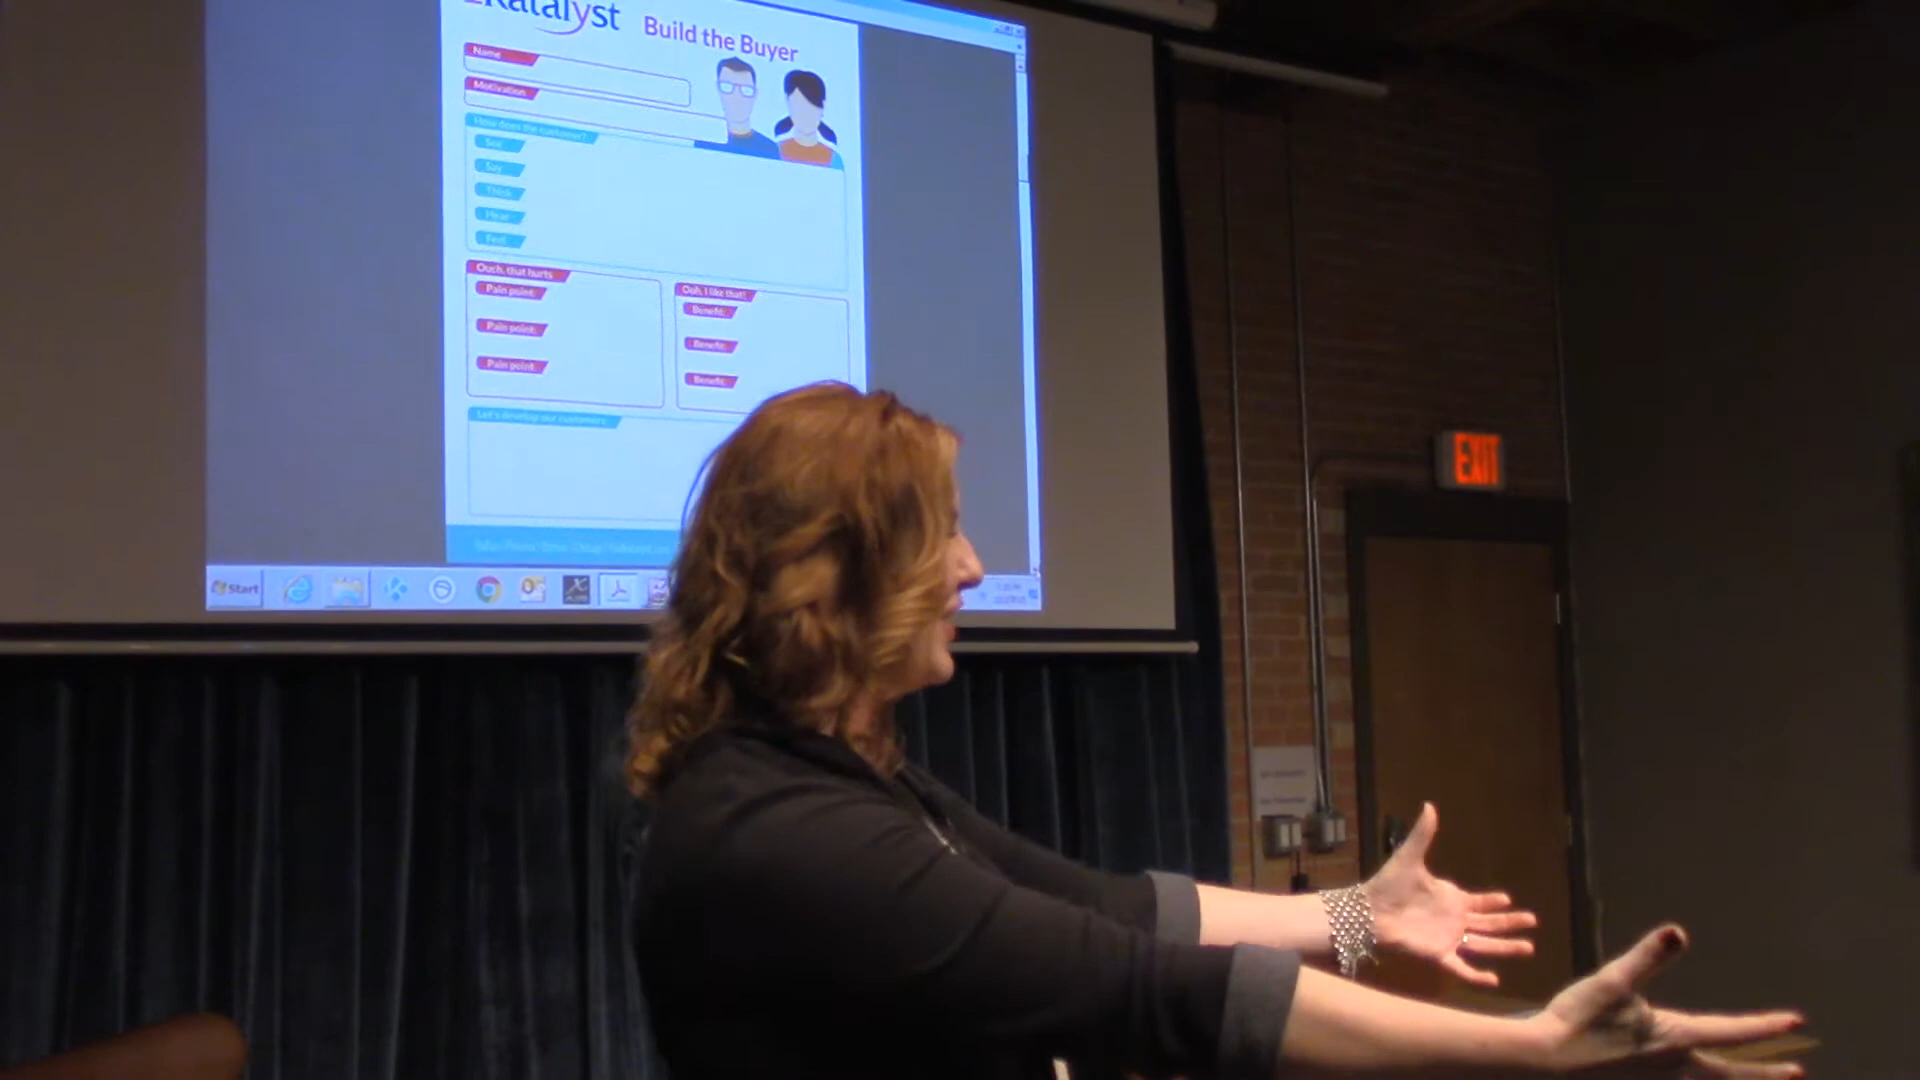 Katalyst
Build the Buyer
Name
Motivation
How does the customer?
See
Say
Think
Hear
Feel
Ouch, that hurts
Pain point:
Pain point:
Pain point:
Ooh, I like that!
Benefit:
Benefit:
Benefit:
Let's develop our customers
Start
EXIT